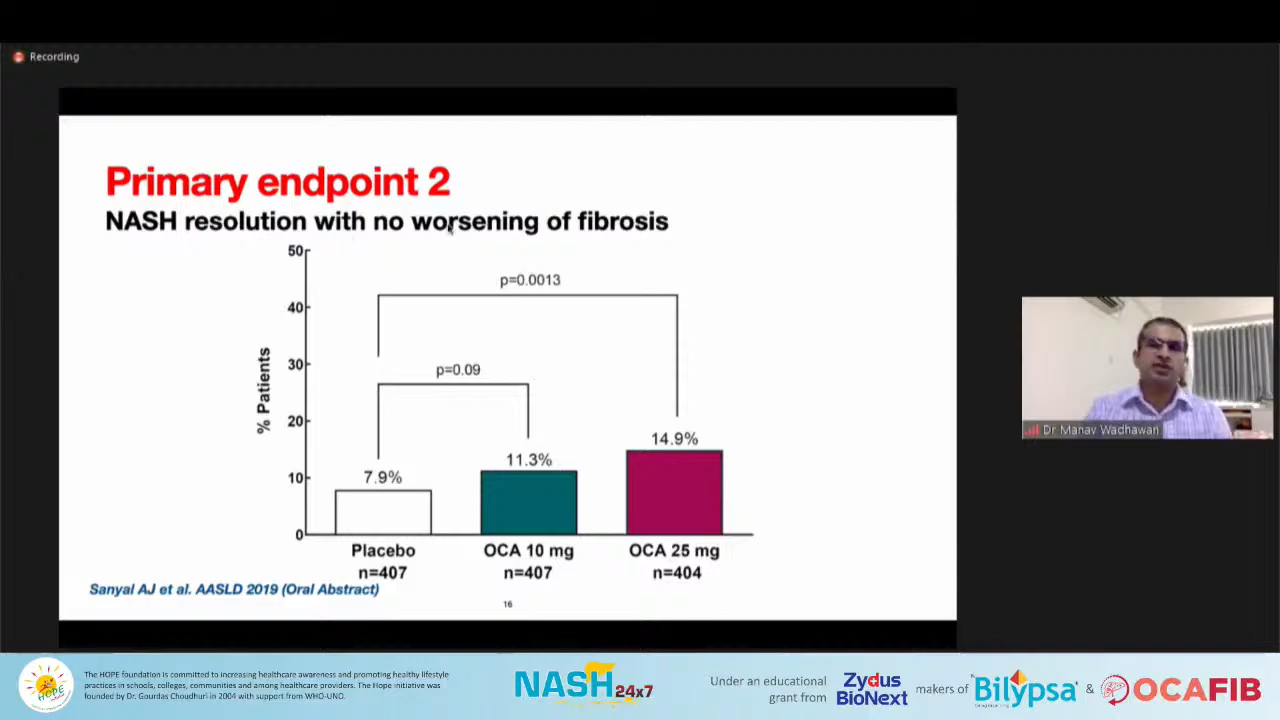 Recording
Primary endpoint 2
NASH resolution with no worsening of fibrosis
50
40
30
20
10
0
% Patients
p=0.0013
p=0.09
7.9%
11.3%
14.9%
Placebo
n=407
OCA 10 mg
n=407
OCA 25 mg
n=404
Sanyal AJ et al. AASLD 2019 (Oral Abstract)
16
Dr Manav Wadhawan
HOPE
The HOPE foundation is committed to increasing healthcare awareness and promoting healthy lifestyle
practices in schools, colleges, communities and among healthcare providers. The Hope initiative was
founded by Dr. Gourdas Choudhuri in 2004 with support from WHO-UNO.
NASH 24x7
Under an educational
grant from
Zydus
BioNext
makers of
Bilypsa
&
OCAFIB